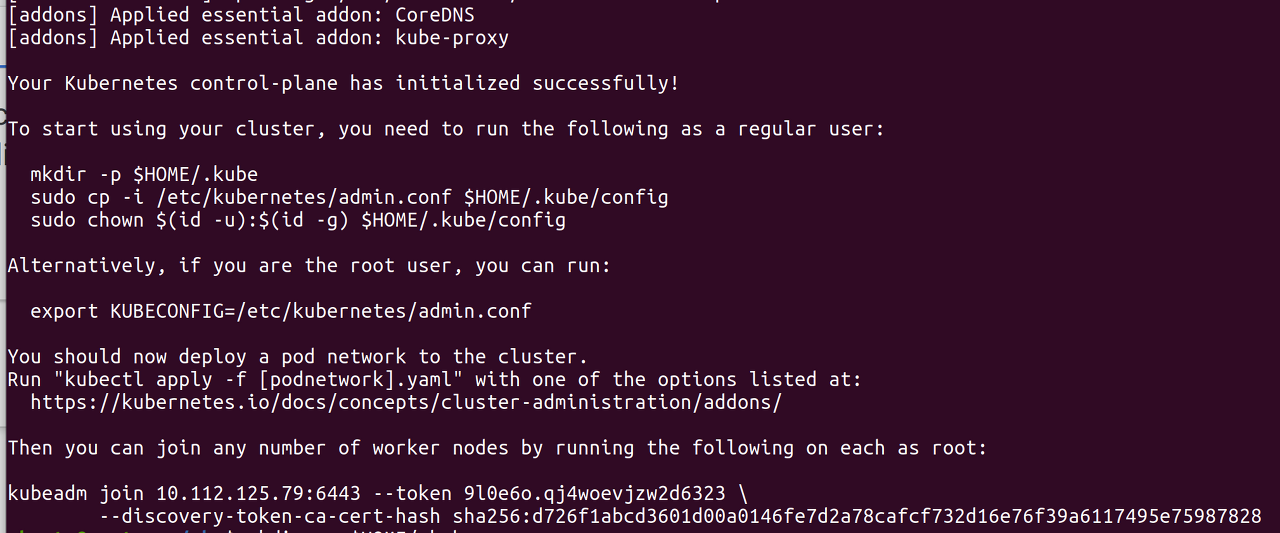 [addons] Applied essential addon: CoreDNS
[addons] Applied essential addon: kube-proxy
Your Kubernetes control-plane has initialized successfully!
To start using your cluster, you need to run the following as a regular user:
mkdir -p $HOME/.kube
sudo cp -i /etc/kubernetes/admin.conf $HOME/.kube/config
sudo chown $(id -u):$(id -g) $HOME/.kube/config
Alternatively, if you are the root user, you can run:
export KUBECONFIG=/etc/kubernetes/admin.conf
You should now deploy a pod network to the cluster.
Run "kubectl apply -f [podnetwork].yaml" with one of the options listed at:
https://kubernetes.io/docs/concepts/cluster-administration/addons/
Then you can join any number of worker nodes by running the following on each as root:
kubeadm join 10.112.125.79:6443 --token 9l0e6o.qj4woevjzw2d6323 \
--discovery-token-ca-cert-hash sha256:d726f1abcd3601d00a0146fe7d2a78cafcf732d16e76f39a6117495e75987828